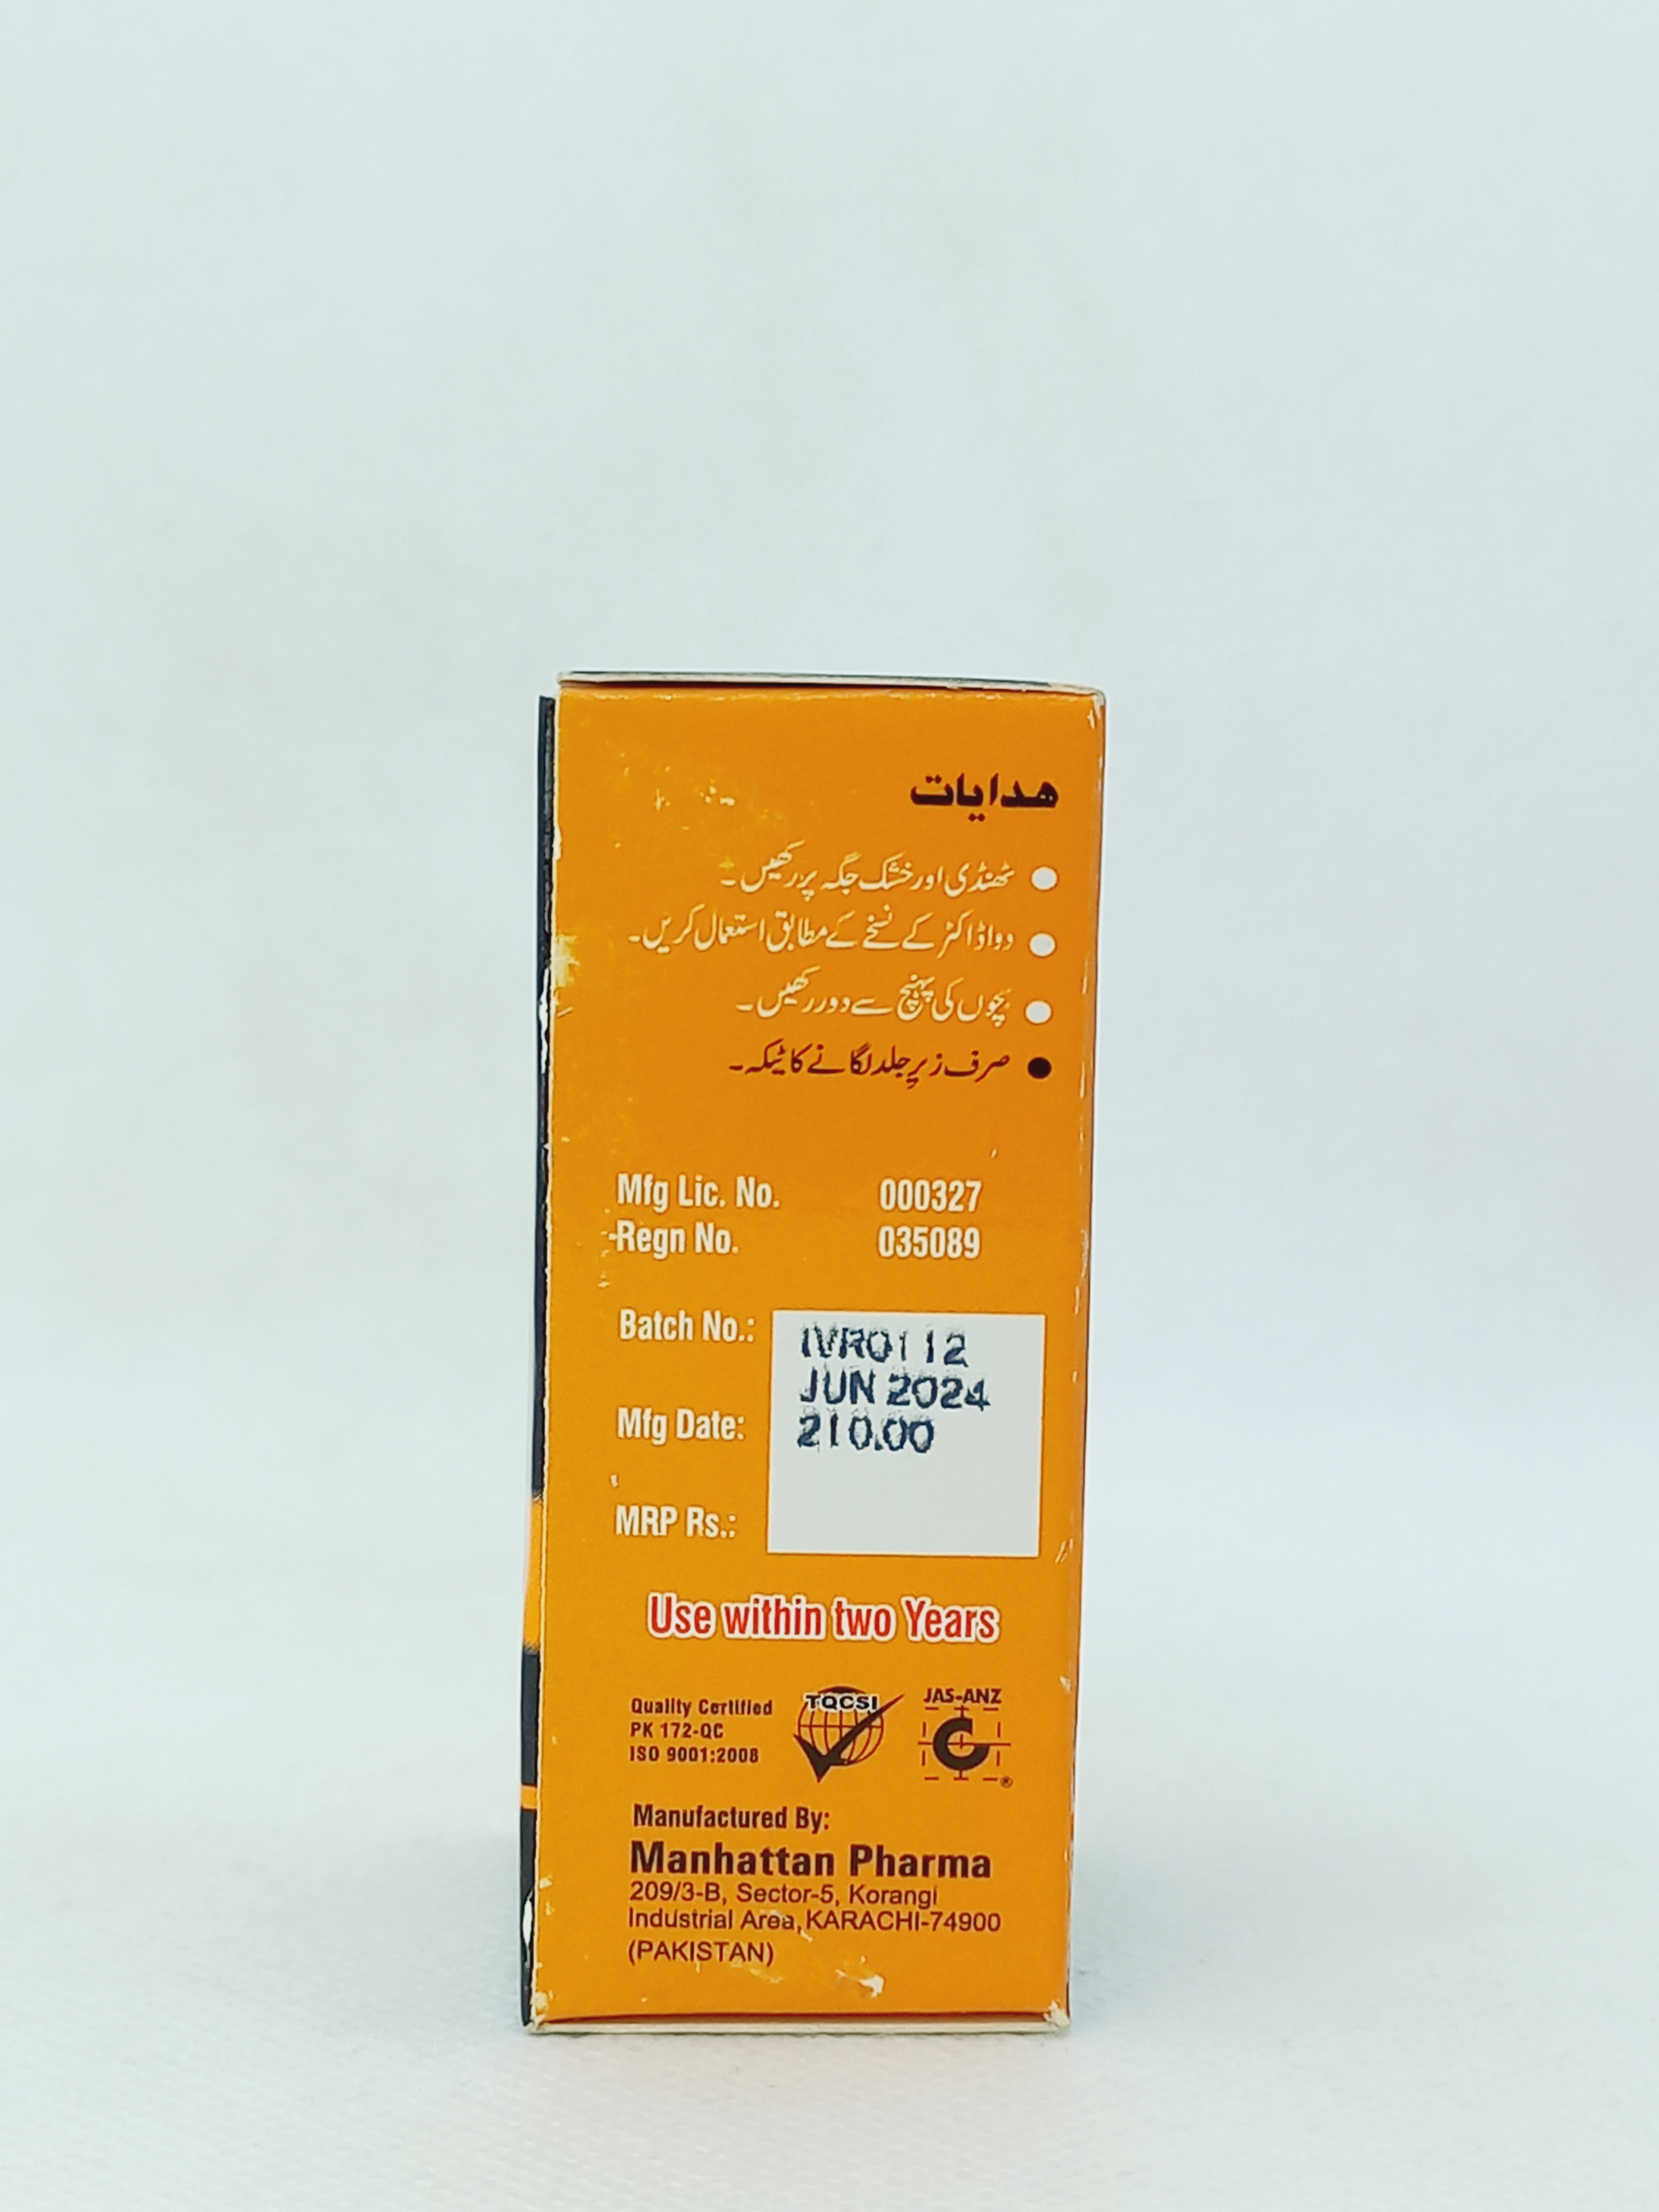 ھدایات
ٹھنڈی اور خشک جگہ پر رکھیں۔
دوا ڈاکٹر کے نسخے کے مطابق استعمال کریں۔
بچوں کی پہنچ سے دور رکھیں۔
صرف زیرِ جلد لگانے کا ٹیکہ۔
Mfg Lic. No. 000327
Regn No. 035089
Batch No.: IVR0112
JUN 2024
Mfg Date: 210.00
MRP Rs.:
Use within two Years
Quality Certified
PK 172-QC
ISO 9001:2008
TQCSI
JAS-ANZ
®
Manufactured By:
Manhattan Pharma
209/3-B, Sector-5, Korangi
Industrial Area, KARACHI-74900
(PAKISTAN)